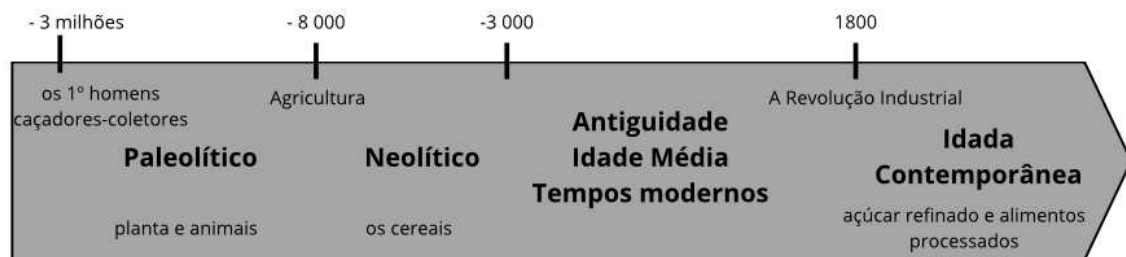 - 3 milhões
- 8 000
-3 000
1800
os 1º homens
caçadores-coletores
Agricultura
A Revolução Industrial
Paleolítico
Neolítico
Antiguidade
Idade Média
Tempos modernos
Idada
Contemporânea
planta e animais
os cereais
açúcar refinado e alimentos
processados